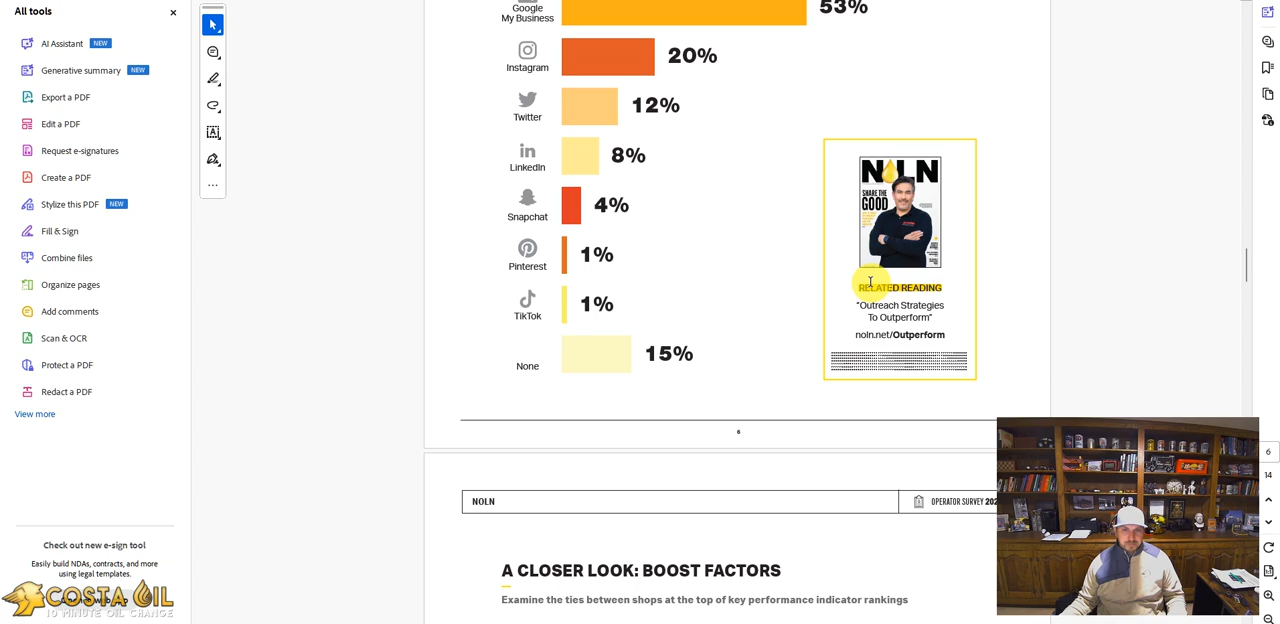 All tools
AI Assistant NEW
Generative summary NEW
Export a PDF
Edit a PDF
Request e-signatures
Create a PDF
Stylize this PDF NEW
Fill & Sign
Combine files
Organize pages
Add comments
Scan & OCR
Protect a PDF
Redact a PDF
View more
Check out new e-sign tool
Easily build NDAs, contracts, and more
using legal templates.
COSTA OIL
10 MINUTE OIL CHANGE
Google
My Business
53%
Instagram
20%
Twitter
12%
LinkedIn
8%
Snapchat
4%
Pinterest
1%
TikTok
1%
None
15%
NOLN
SHARE THE
GOOD
RELATED READING
“Outreach Strategies
To Outperform”
noln.net/Outperform
6
NOLN
OPERATOR SURVEY
A CLOSER LOOK: BOOST FACTORS
Examine the ties between shops at the top of key performance indicator rankings
6
14